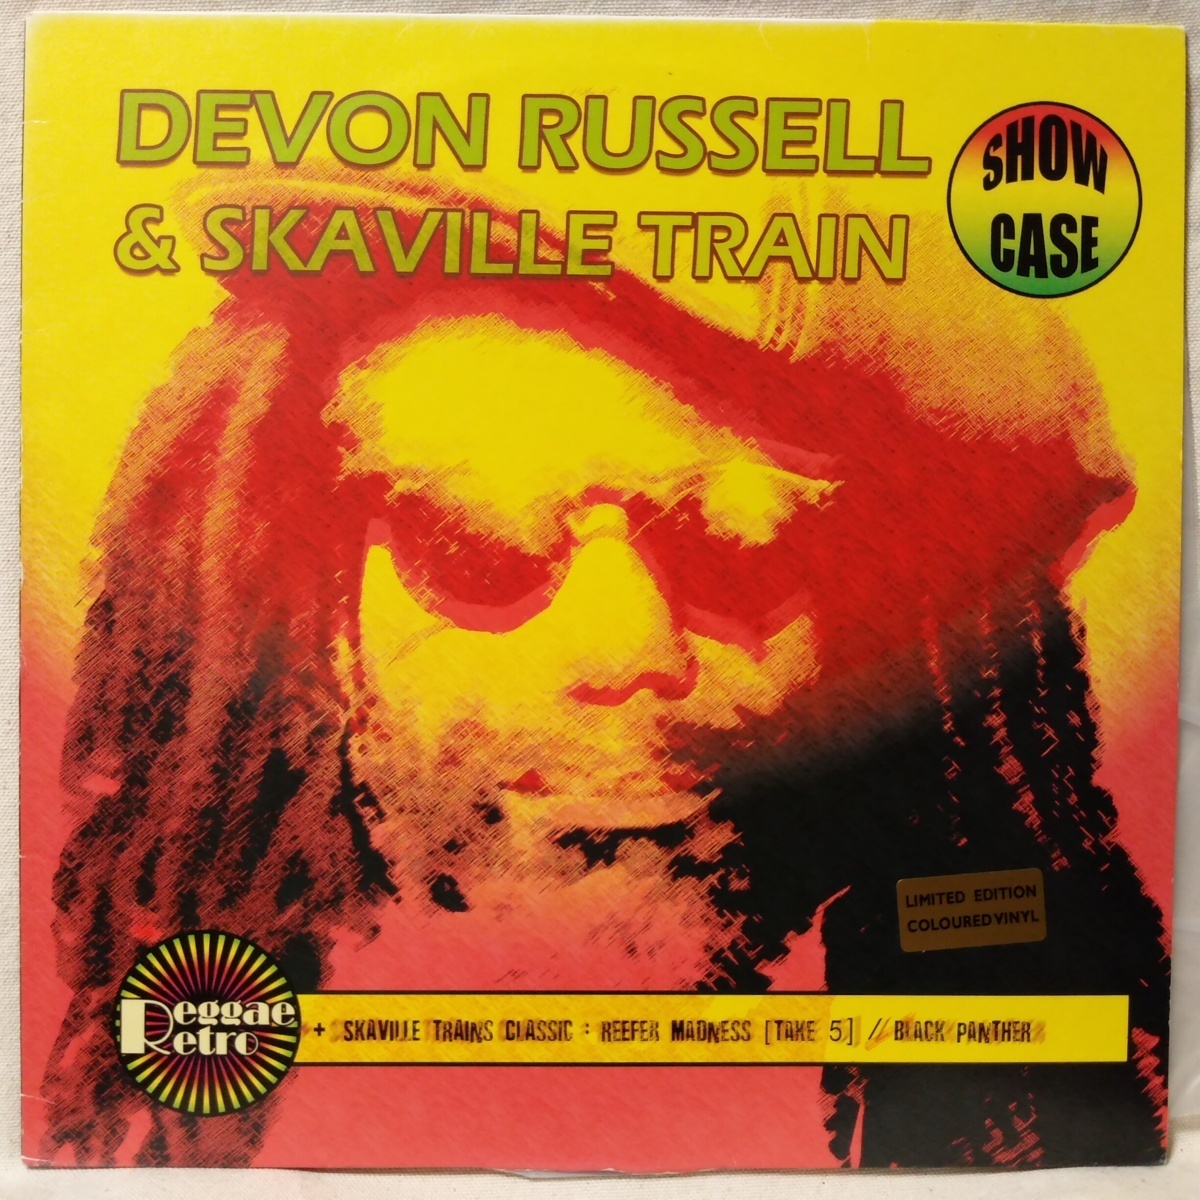 DEVON RUSSELL
& SKAVILLE TRAIN
SHOW
CASE
LIMITED EDITION
COLOURED VINYL
Reggae
Retro
+ SKAVILLE TRAINS CLASSIC : REEFER MADNESS [TAKE 5] // BLACK PANTHER